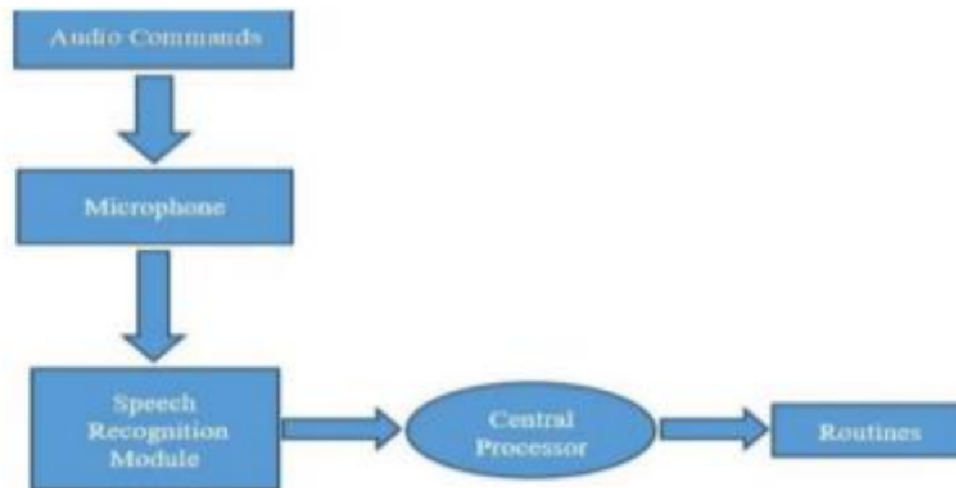 Audio Commands
Microphone
Speech
Recognition
Module
Central
Processor
Routines